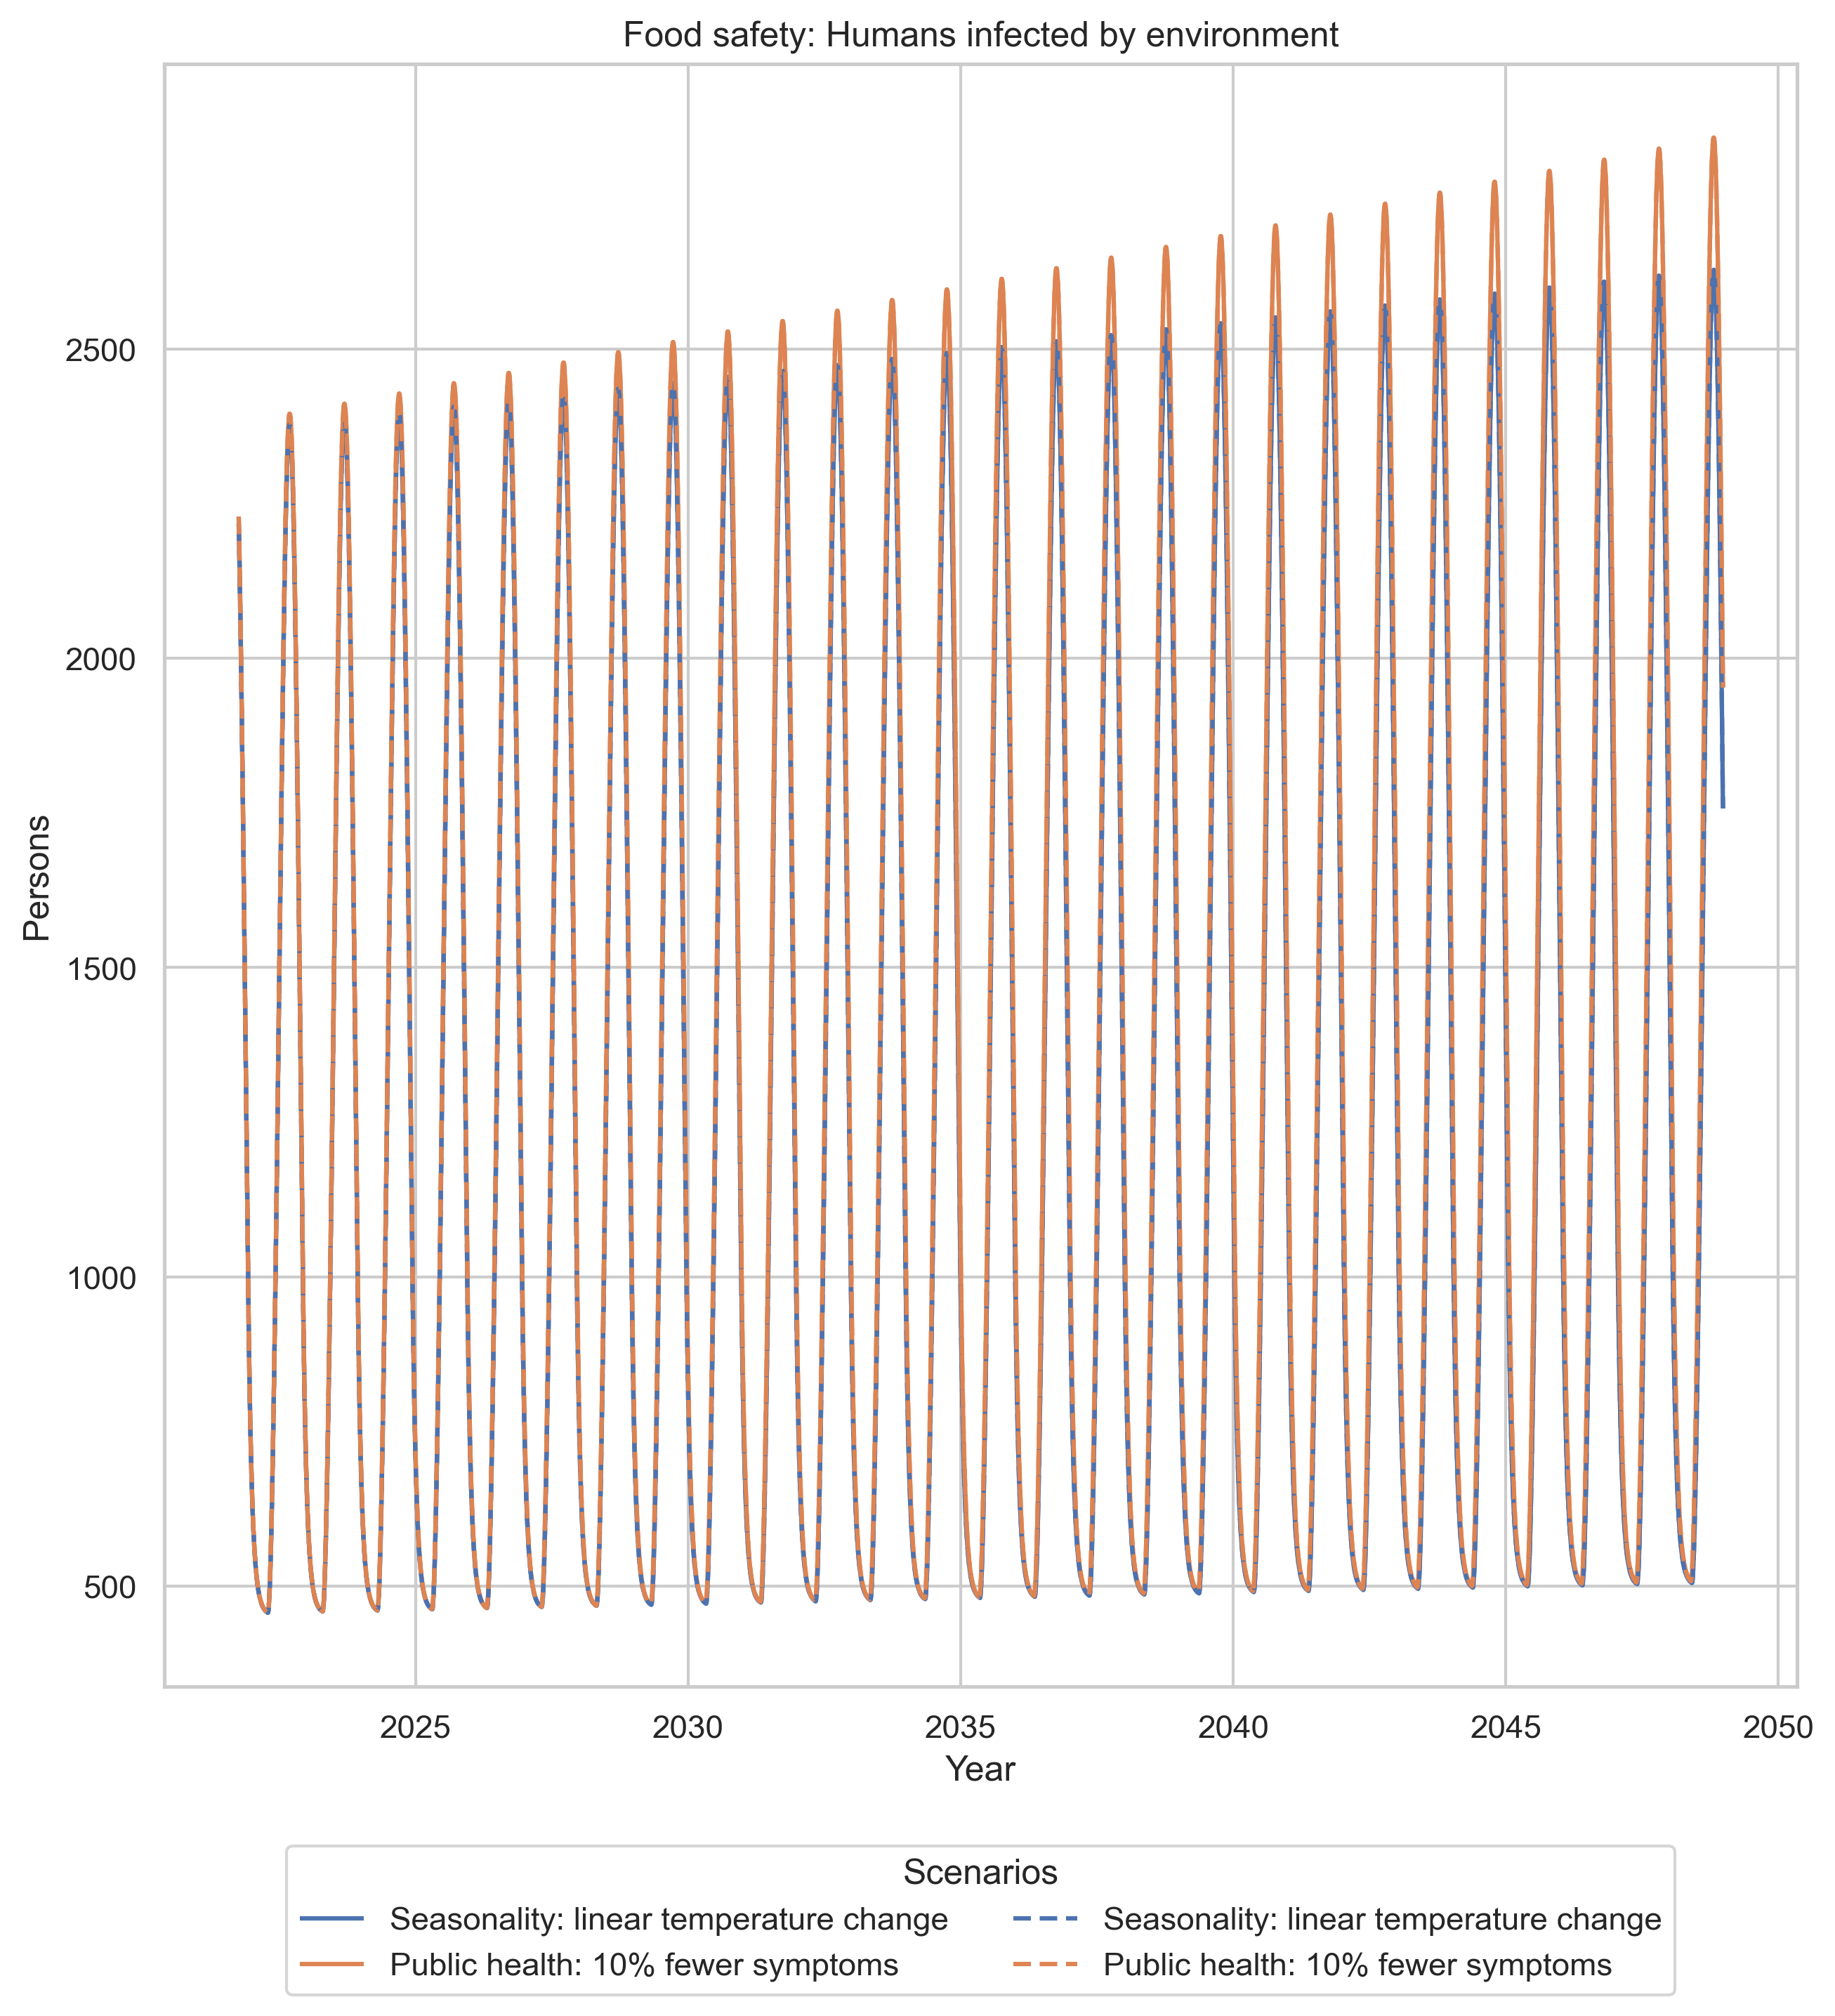 Food safety: Humans infected by environment
2500
2000
1500
1000
500
Persons
2025 2030 2035 2040 2045 2050
Year
Scenarios
Seasonality: linear temperature change Seasonality: linear temperature change
Public health: 10% fewer symptoms Public health: 10% fewer symptoms